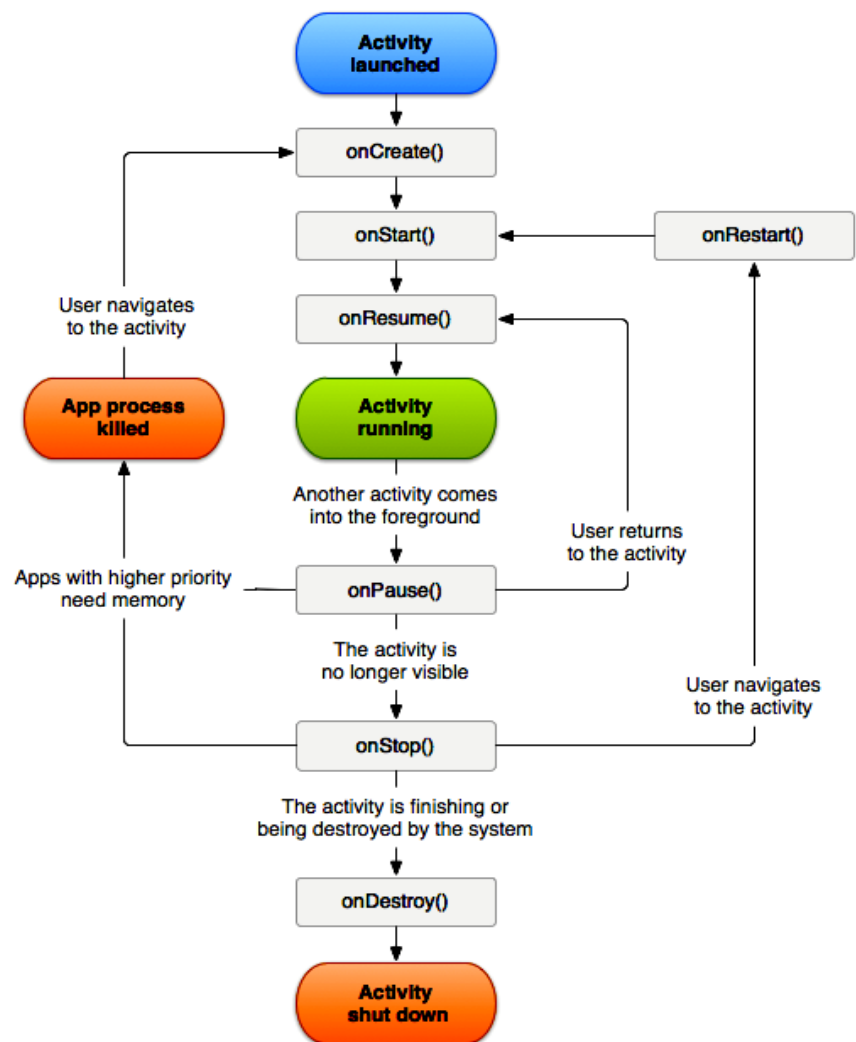 Activity
launched
onCreate()
onStart()
onRestart()
User navigates
to the activity
onResume()
App process
killed
Activity
running
Another activity comes
into the foreground
User returns
to the activity
Apps with higher priority
need memory
onPause()
The activity is
no longer visible
User navigates
to the activity
onStop()
The activity is finishing or
being destroyed by the system
onDestroy()
Activity
shut down